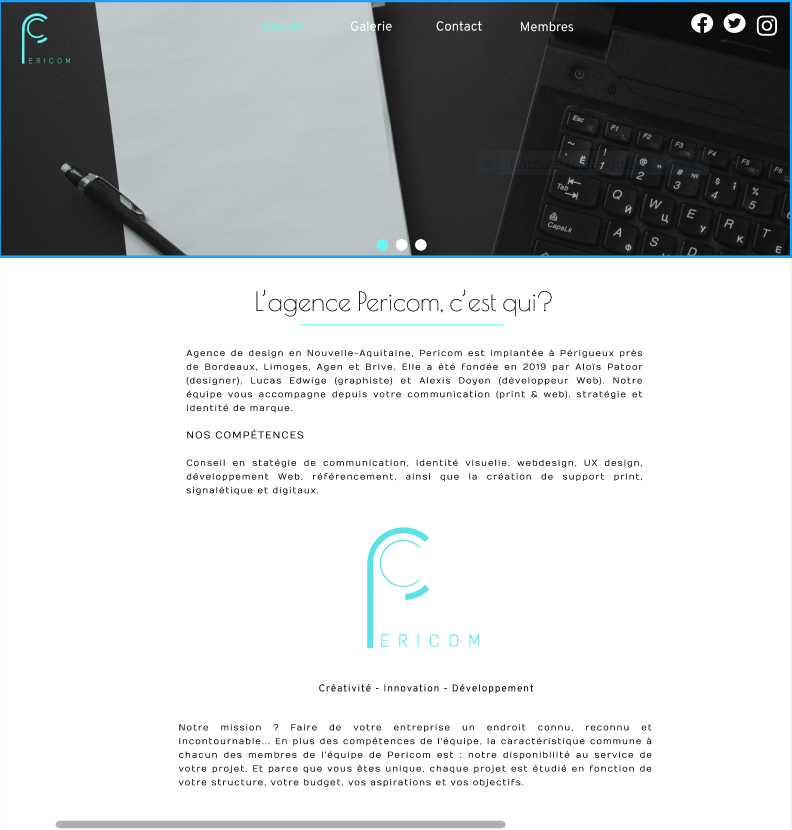 Accueil Galerie Contact Membres
ERICOM
Esc F1 F2 F3 F4 F5 F6
~ ` Ё ! 1 @ " 2 # № 3 $ ; 4 % 5
Tab Q Й W Ц E У R К T
CapsLk A Ф S D
L'agence Pericom, c'est qui?
Agence de design en Nouvelle-Aquitaine, Pericom est implantée à Périgueux près
de Bordeaux, Limoges, Agen et Brive. Elle a été fondée en 2019 par Aloïs Patoor
(designer), Lucas Edwige (graphiste) et Alexis Doyen (développeur Web). Notre
équipe vous accompagne depuis votre communication (print & web), stratégie et
identité de marque.
NOS COMPÉTENCES
Conseil en statégie de communication, identité visuelle, webdesign, UX design,
développement Web, référencement, ainsi que la création de support print,
signalétique et digitaux.
ERICOM
Créativité - Innovation - Développement
Notre mission ? Faire de votre entreprise un endroit connu, reconnu et
incontournable... En plus des compétences de l'équipe, la caractéristique commune à
chacun des membres de l'équipe de Pericom est : notre disponibilité au service de
votre projet. Et parce que vous êtes unique, chaque projet est étudié en fonction de
votre structure, votre budget, vos aspirations et vos objectifs.